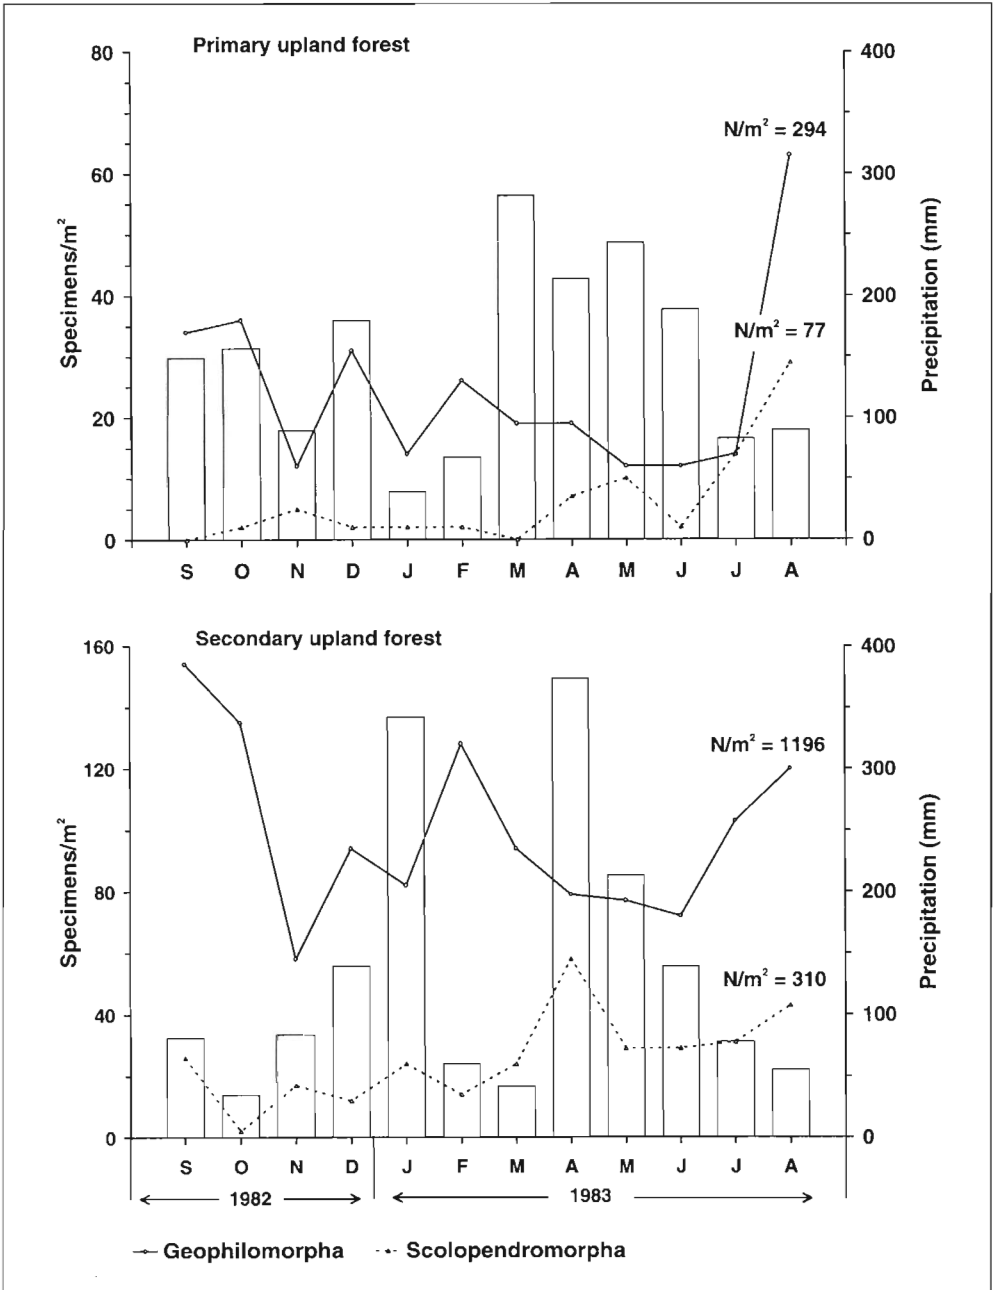 Primary upland forest
80
60
40
20
0
Specimens/m²
400
300
200
100
0
Precipitation (mm)
N/m² = 294
N/m² = 77
S O N D J F M A M J J A
Secondary upland forest
160
120
80
40
0
Specimens/m²
400
300
200
100
0
Precipitation (mm)
N/m² = 1196
N/m² = 310
S O N D J F M A M J J A
1982 1983
Geophilomorpha Scolopendromorpha